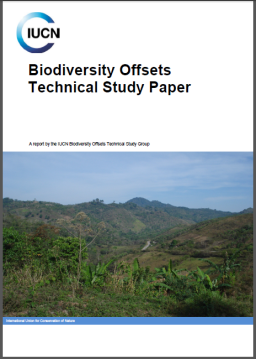 IUCN
Biodiversity Offsets
Technical Study Paper
A report by the IUCN Biodiversity Offsets Technical Study Group
International Union for Conservation of Nature